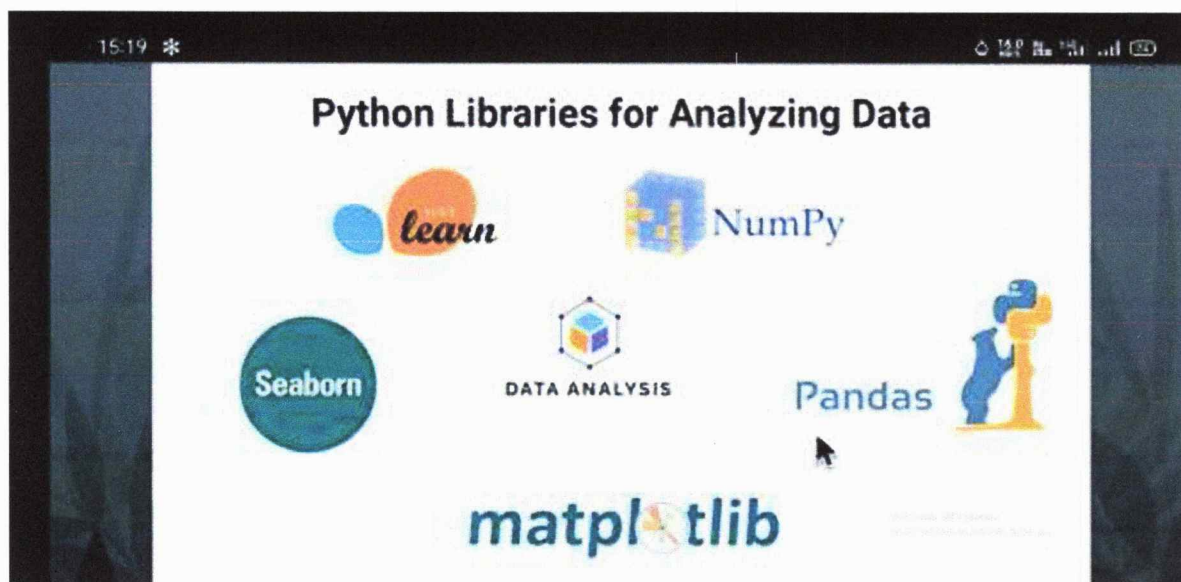 15:19 *
Python Libraries for Analyzing Data
learn
NumPy
Seaborn
DATA ANALYSIS
Pandas
matplotlib